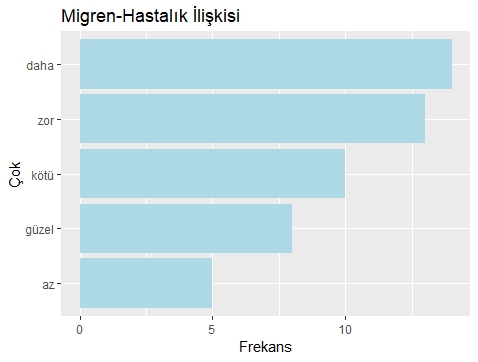 Migren-Hastalık İlişkisi
Çok
daha
zor
kötü
güzel
az
0 5 10
Frekans